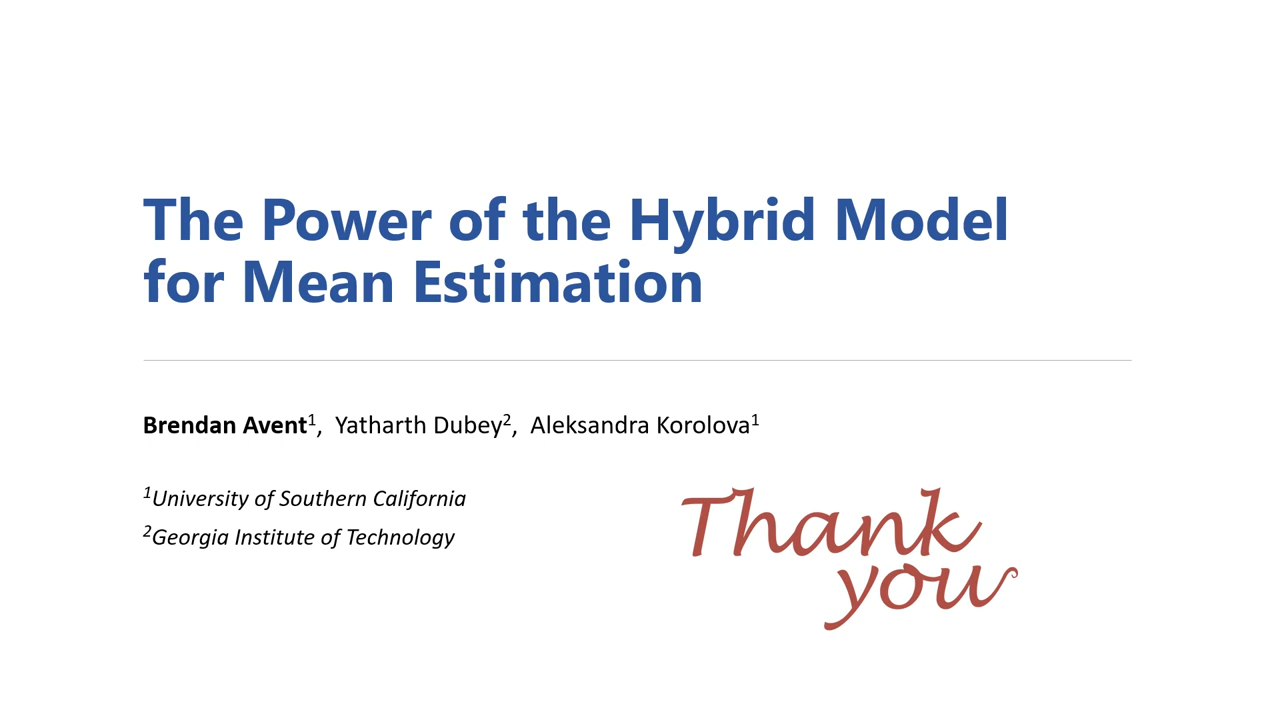 The Power of the Hybrid Model
for Mean Estimation
Brendan Avent¹, Yatharth Dubey², Aleksandra Korolova¹
¹University of Southern California
²Georgia Institute of Technology
Thank
you